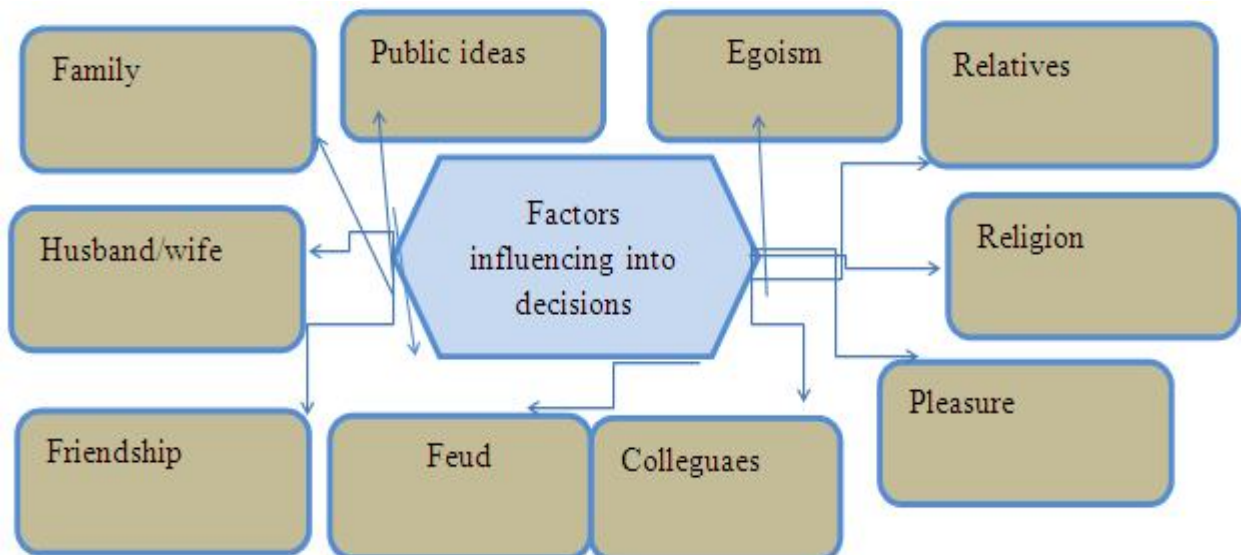 Family
Public ideas
Egoism
Relatives
Husband/wife
Factors
influencing into
decisions
Religion
Friendship
Feud
Colleguaes
Pleasure